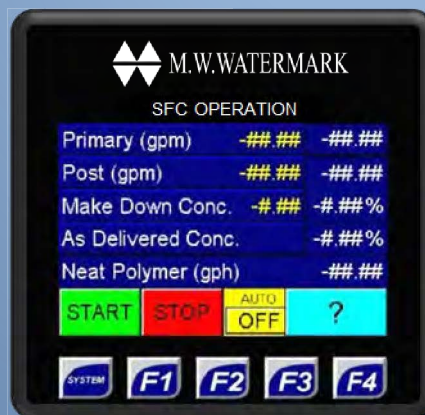 M.W.WATERMARK
SFC OPERATION
Primary (gpm) -##.## -##.##
Post (gpm) -##.## -##.##
Make Down Conc. -#.## -#.##%
As Delivered Conc. -#.##%
Neat Polymer (gph) -##.##
START STOP AUTO OFF ?
SYSTEM F1 F2 F3 F4